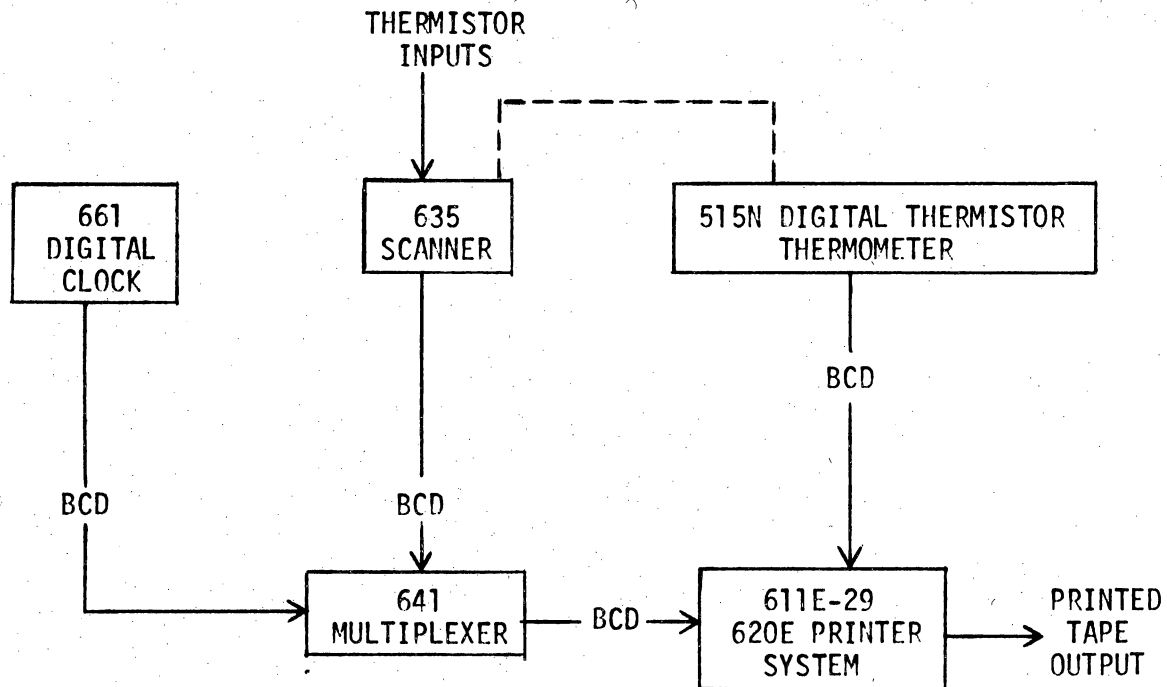 THERMISTOR
INPUTS
661
DIGITAL
CLOCK
635
SCANNER
515N DIGITAL THERMISTOR
THERMOMETER
BCD
BCD
BCD
641
MULTIPLEXER
BCD
611E-29
620E PRINTER
SYSTEM
PRINTED
TAPE
OUTPUT